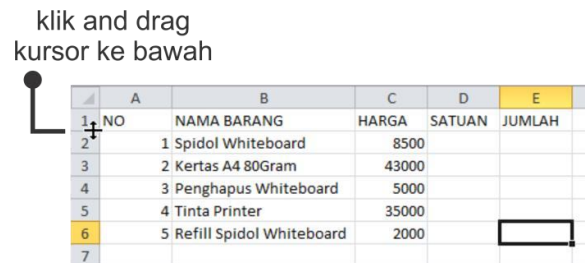 klik and drag
kursor ke bawah
A B C D E
1 NO NAMA BARANG HARGA SATUAN JUMLAH
2 1 Spidol Whiteboard 8500
3 2 Kertas A4 80Gram 43000
4 3 Penghapus Whiteboard 5000
5 4 Tinta Printer 35000
6 5 Refill Spidol Whiteboard 2000
7